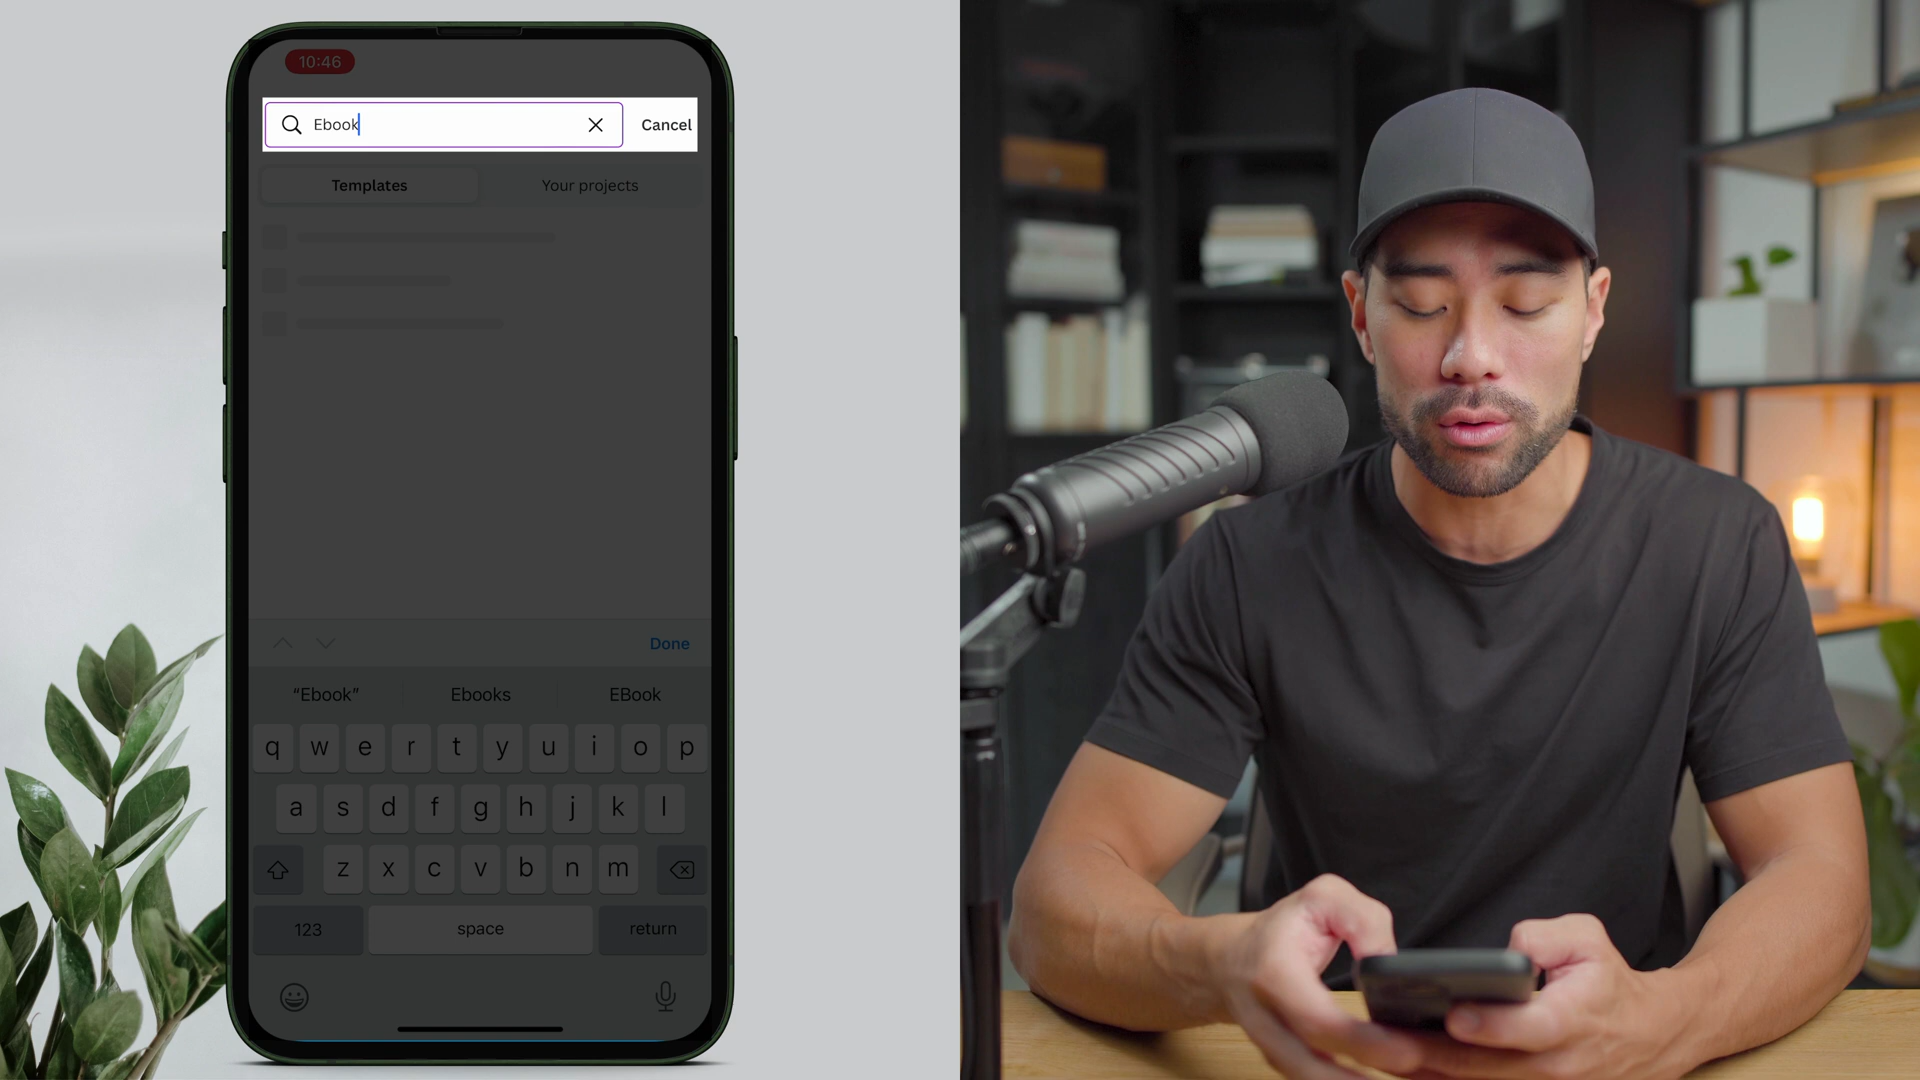 10:46
Ebook Cancel
Templates Your projects
Done
“Ebook” Ebooks EBook
q w e r t y u i o p
a s d f g h j k l
z x c v b n m
123 space return